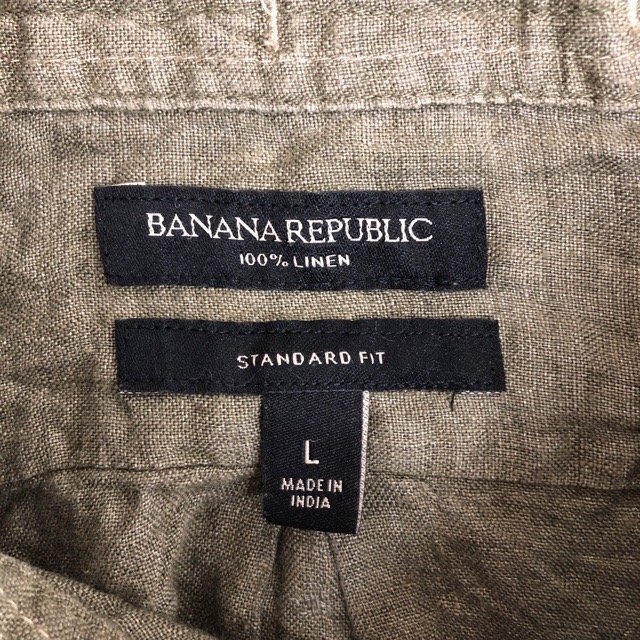 BANANA REPUBLIC
100% LINEN
STANDARD FIT
L
MADE IN
INDIA